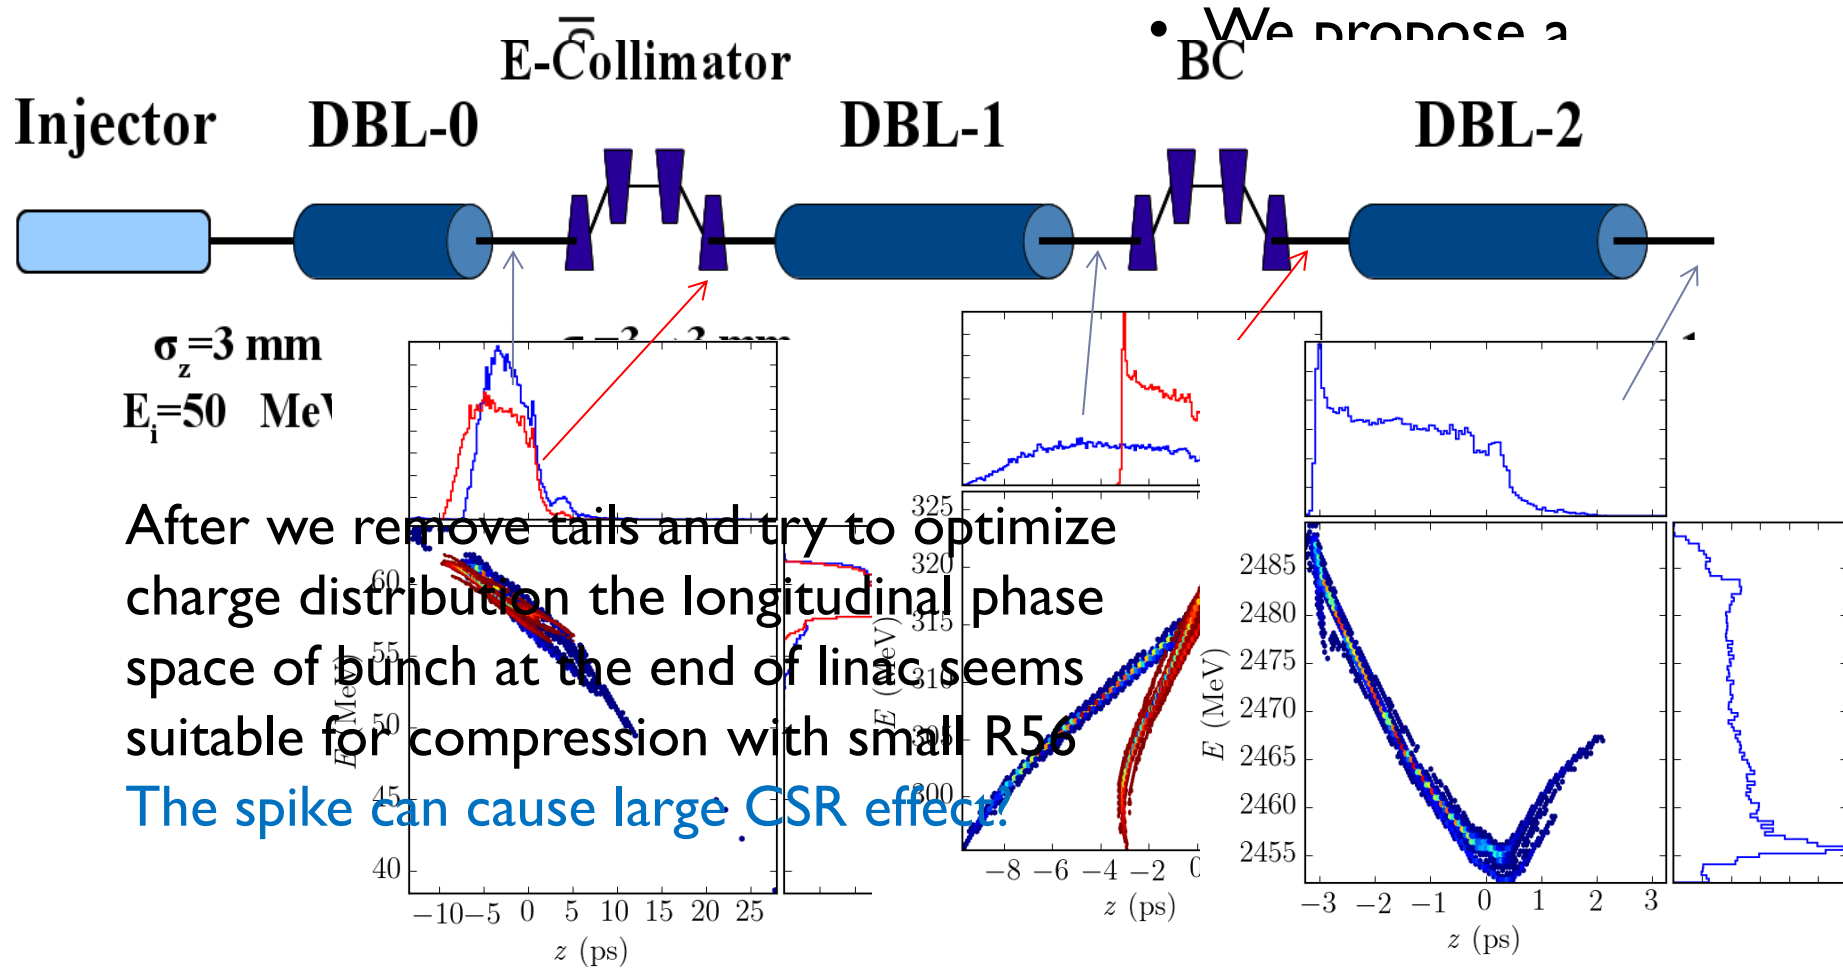 • We propose a
E-Collimator
BC
Injector
DBL-0
DBL-1
DBL-2
σz=3 mm
Ei=50 MeV
After we remove tails and try to optimize
charge distribution the longitudinal phase
space of bunch at the end of linac seems
suitable for compression with small R56
The spike can cause large CSR effect!
60
55
50
45
40
E (MeV)
−10 −5 0 5 10 15 20 25
z (ps)
325
320
315
310
305
300
E (MeV)
−8 −6 −4 −2 0
z (ps)
2485
2480
2475
2470
2465
2460
2455
E (MeV)
−3 −2 −1 0 1 2 3
z (ps)